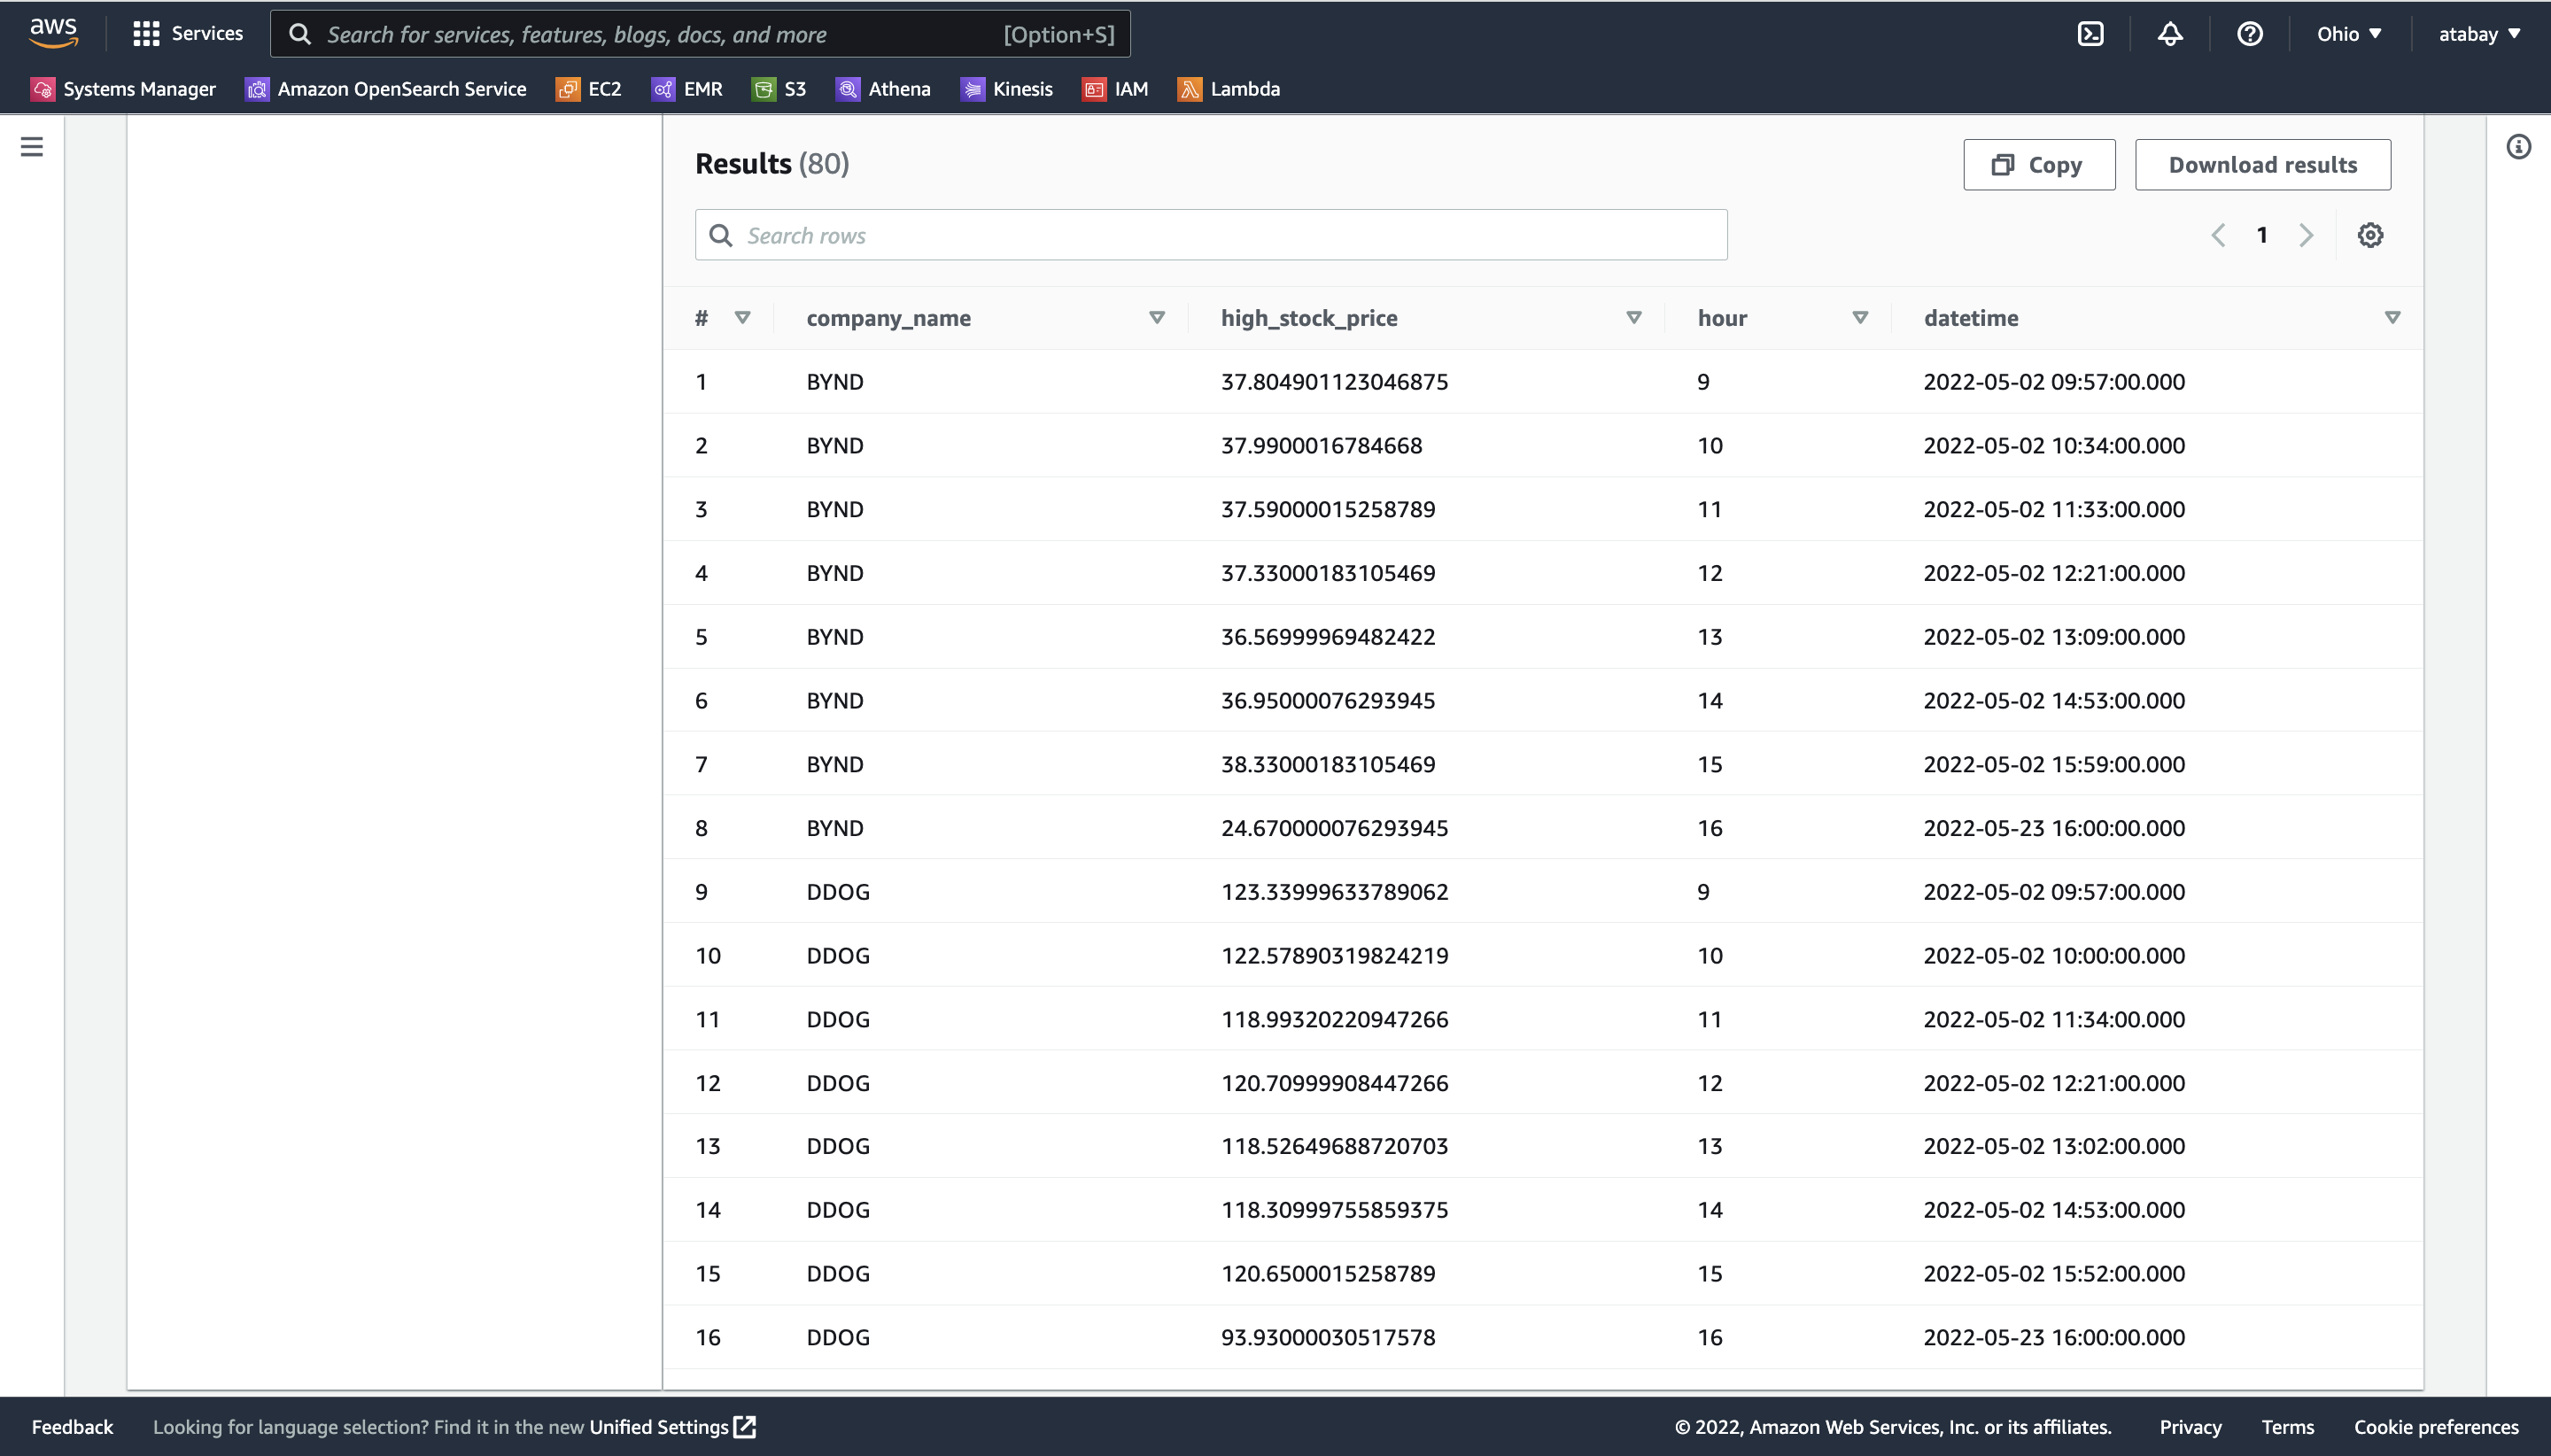 aws Services Search for services, features, blogs, docs, and more [Option+S] Ohio atabay
Systems Manager Amazon OpenSearch Service EC2 EMR S3 Athena Kinesis IAM Lambda
Results (80) Copy Download results
Search rows 1
# company_name high_stock_price hour datetime
1 BYND 37.804901123046875 9 2022-05-02 09:57:00.000
2 BYND 37.9900016784668 10 2022-05-02 10:34:00.000
3 BYND 37.59000015258789 11 2022-05-02 11:33:00.000
4 BYND 37.33000183105469 12 2022-05-02 12:21:00.000
5 BYND 36.56999969482422 13 2022-05-02 13:09:00.000
6 BYND 36.95000076293945 14 2022-05-02 14:53:00.000
7 BYND 38.33000183105469 15 2022-05-02 15:59:00.000
8 BYND 24.670000076293945 16 2022-05-23 16:00:00.000
9 DDOG 123.33999633789062 9 2022-05-02 09:57:00.000
10 DDOG 122.57890319824219 10 2022-05-02 10:00:00.000
11 DDOG 118.99320220947266 11 2022-05-02 11:34:00.000
12 DDOG 120.70999908447266 12 2022-05-02 12:21:00.000
13 DDOG 118.52649688720703 13 2022-05-02 13:02:00.000
14 DDOG 118.30999755859375 14 2022-05-02 14:53:00.000
15 DDOG 120.6500015258789 15 2022-05-02 15:52:00.000
16 DDOG 93.93000030517578 16 2022-05-23 16:00:00.000
Feedback Looking for language selection? Find it in the new Unified Settings © 2022, Amazon Web Services, Inc. or its affiliates. Privacy Terms Cookie preferences